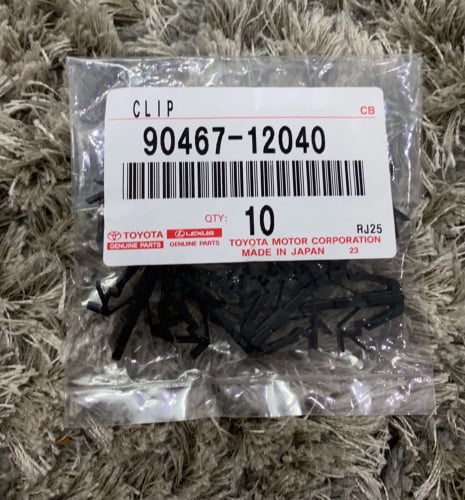 CLIP CB
90467-12040
QTY: 10 RJ25
TOYOTA LEXUS TOYOTA MOTOR CORPORATION
GENUINE PARTS GENUINE PARTS MADE IN JAPAN 23